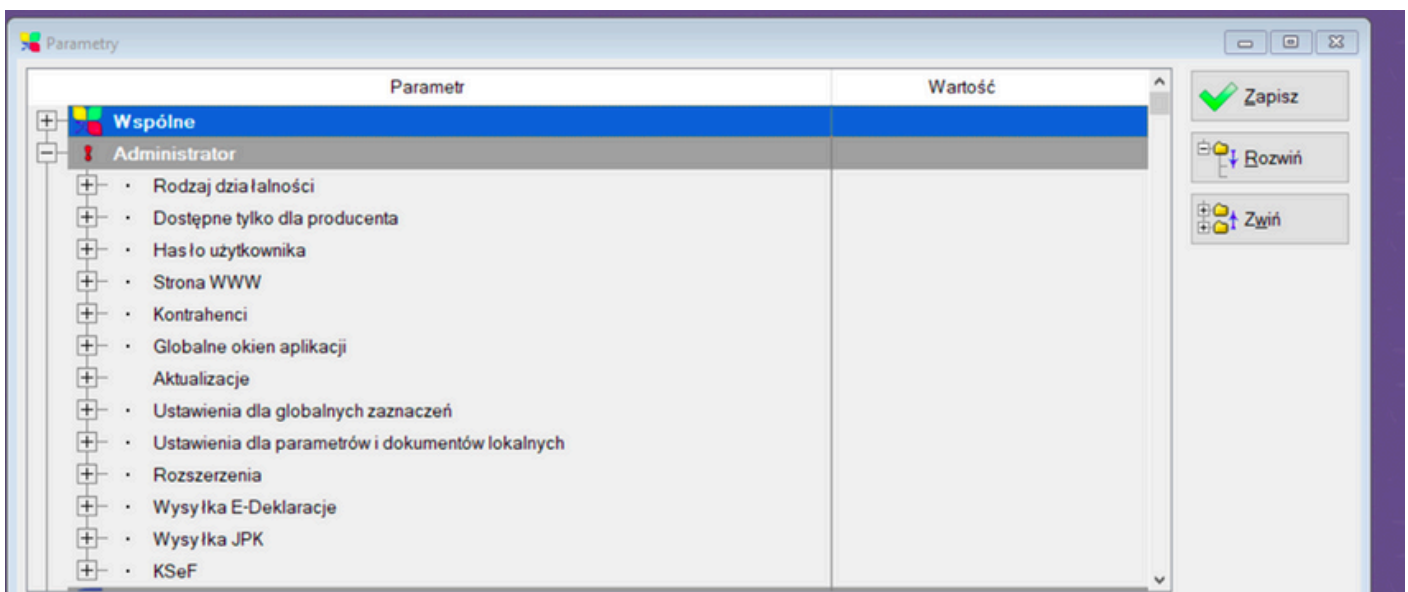 Parametry
Parametr Wartość
Wspólne
Administrator
Rodzaj działalności
Dostępne tylko dla producenta
Hasło użytkownika
Strona WWW
Kontrahenci
Globalne okien aplikacji
Aktualizacje
Ustawienia dla globalnych zaznaczeń
Ustawienia dla parametrów i dokumentów lokalnych
Rozszerzenia
Wysyłka E-Deklaracje
Wysyłka JPK
KSeF
Zapisz
Rozwiń
Zwiń